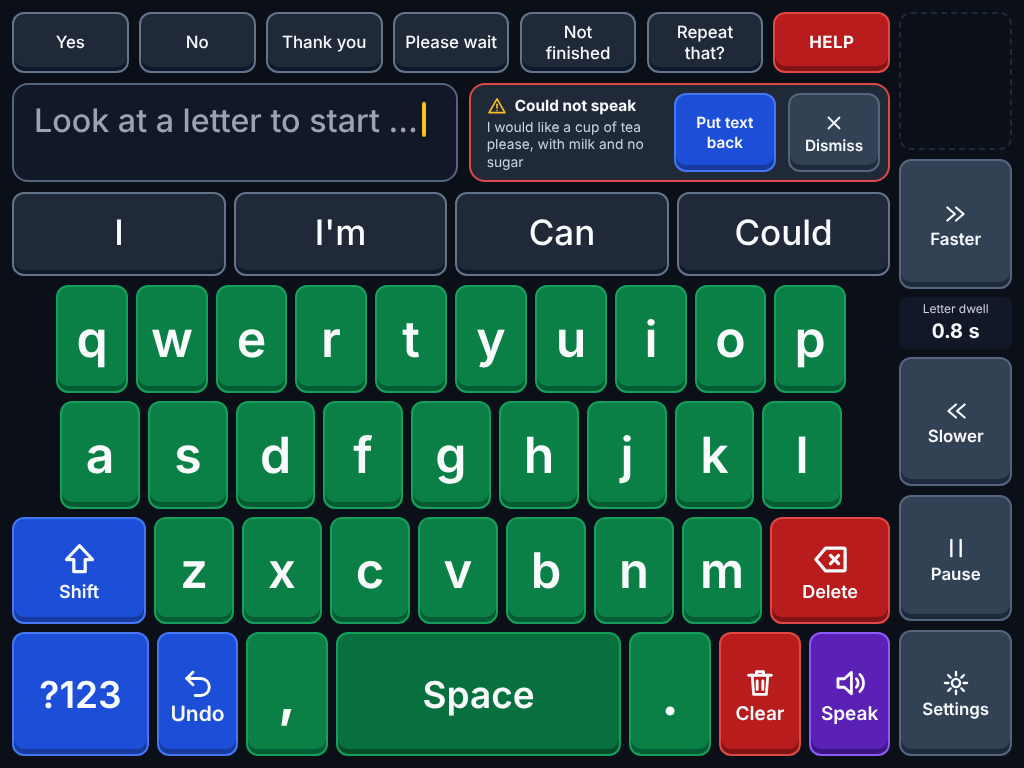 Yes
No
Thank you
Please wait
Not
finished
Repeat
that?
HELP
Look at a letter to start ...
Could not speak
I would like a cup of tea
please, with milk and no
sugar
Put text
back
Dismiss
Faster
I
I'm
Can
Could
Letter dwell
0.8 s
q w e r t y u i o p
a s d f g h j k l
Slower
Shift
z x c v b n m
Delete
Pause
?123
Undo
,
Space
.
Clear
Speak
Settings